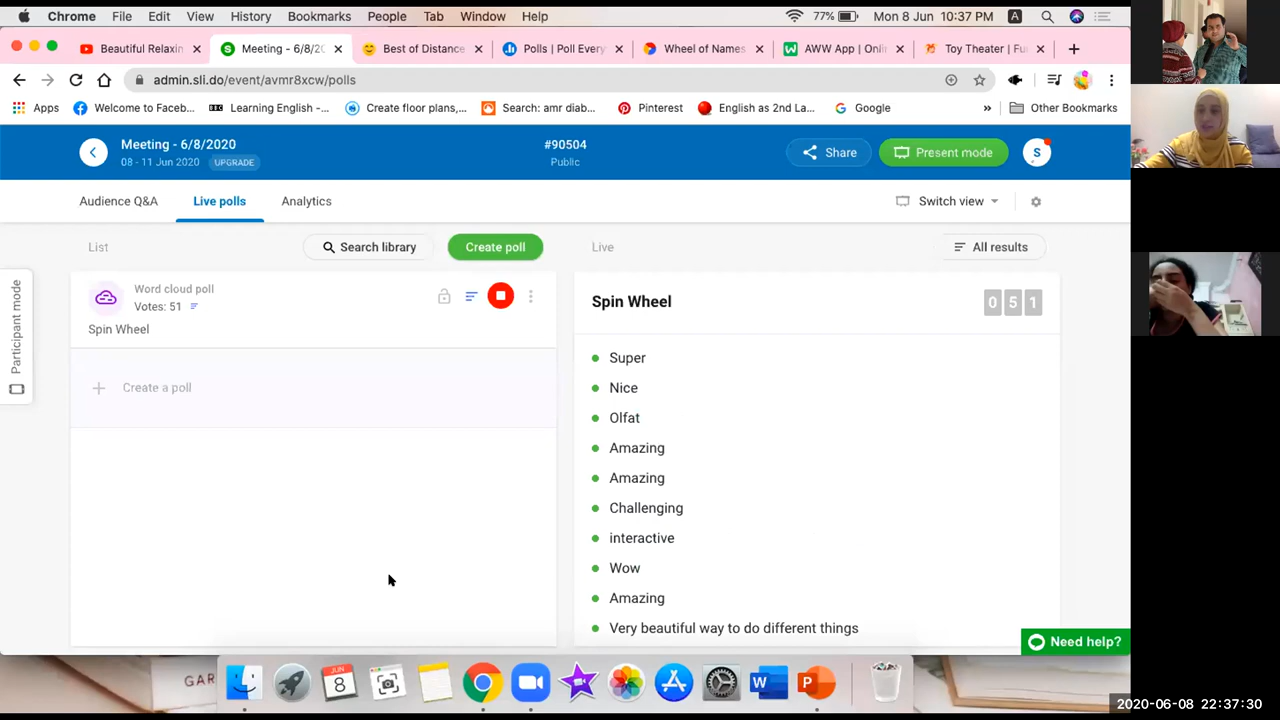 Chrome File Edit View History Bookmarks People Tab Window Help 77% Mon 8 Jun 10:37 PM A
Beautiful Relaxin Meeting - 6/8/20 Best of Distance Polls | Poll Every Wheel of Names AWW App | Onli Toy Theater | Fu
admin.sli.do/event/avmr8xcw/polls
Apps Welcome to Faceb... Learning English -... Create floor plans,... Search: amr diab... Pinterest English as 2nd La... Google » Other Bookmarks
Meeting - 6/8/2020 #90504 Share Present mode S
08 - 11 Jun 2020 UPGRADE Public
Audience Q&A Live polls Analytics Switch view
List Search library Create poll Live All results
Participant mode
Word cloud poll
Votes: 51
Spin Wheel
Create a poll
Spin Wheel 0 5 1
Super
Nice
Olfat
Amazing
Amazing
Challenging
interactive
Wow
Amazing
Very beautiful way to do different things
Need help?
GAR
JUN
8
W P
2020-06-08 22:37:30